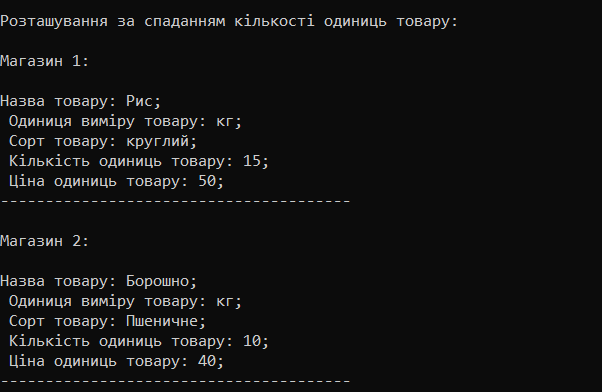 Розташування за спаданням кількості одиниць товару:
Магазин 1:
Назва товару: Рис;
Одиниця виміру товару: кг;
Сорт товару: круглий;
Кількість одиниць товару: 15;
Ціна одиниць товару: 50;
---------------------------------------
Магазин 2:
Назва товару: Борошно;
Одиниця виміру товару: кг;
Сорт товару: Пшеничне;
Кількість одиниць товару: 10;
Ціна одиниць товару: 40;
---------------------------------------